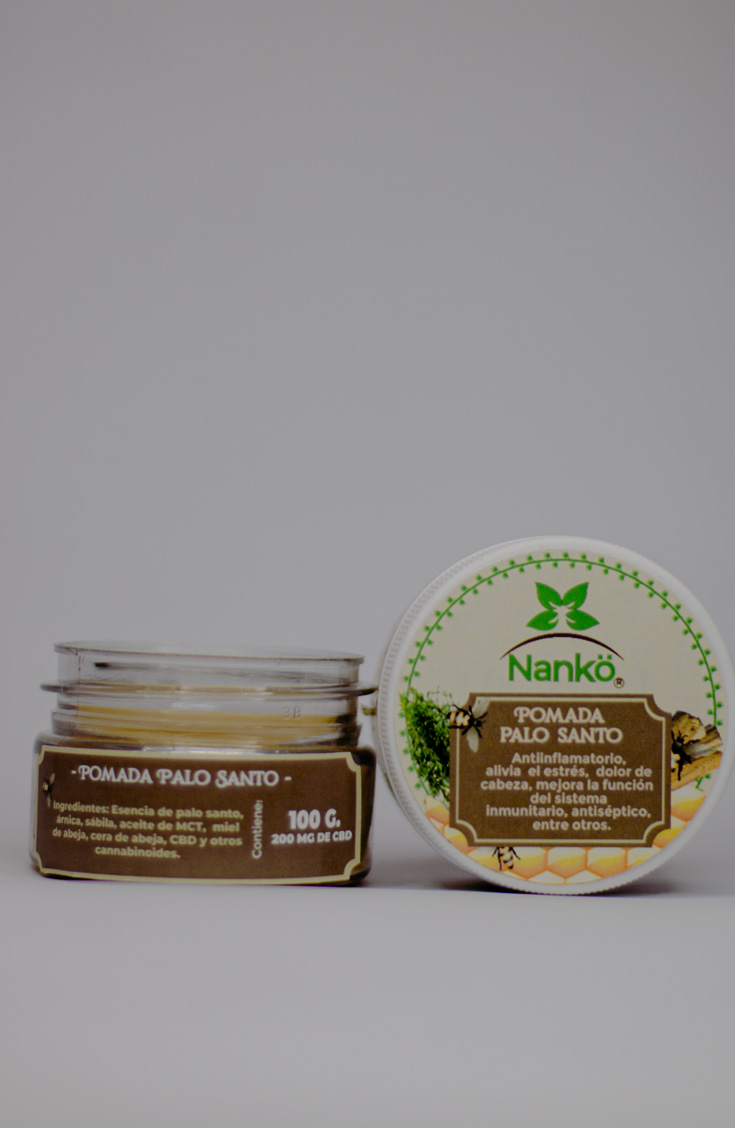 -POMADA PALO SANTO-
Ingredientes: Esencia de palo santo,
árnica, sábila, aceite de MCT, miel
de abeja, cera de abeja, CBD y otros
cannabinoides.
Contiene:
100 G.
200 MG DE CBD
Nankö®
POMADA
PALO SANTO
Antiinflamatorio,
alivia el estrés, dolor de
cabeza, mejora la función
del sistema
inmunitario, antiséptico,
entre otros.